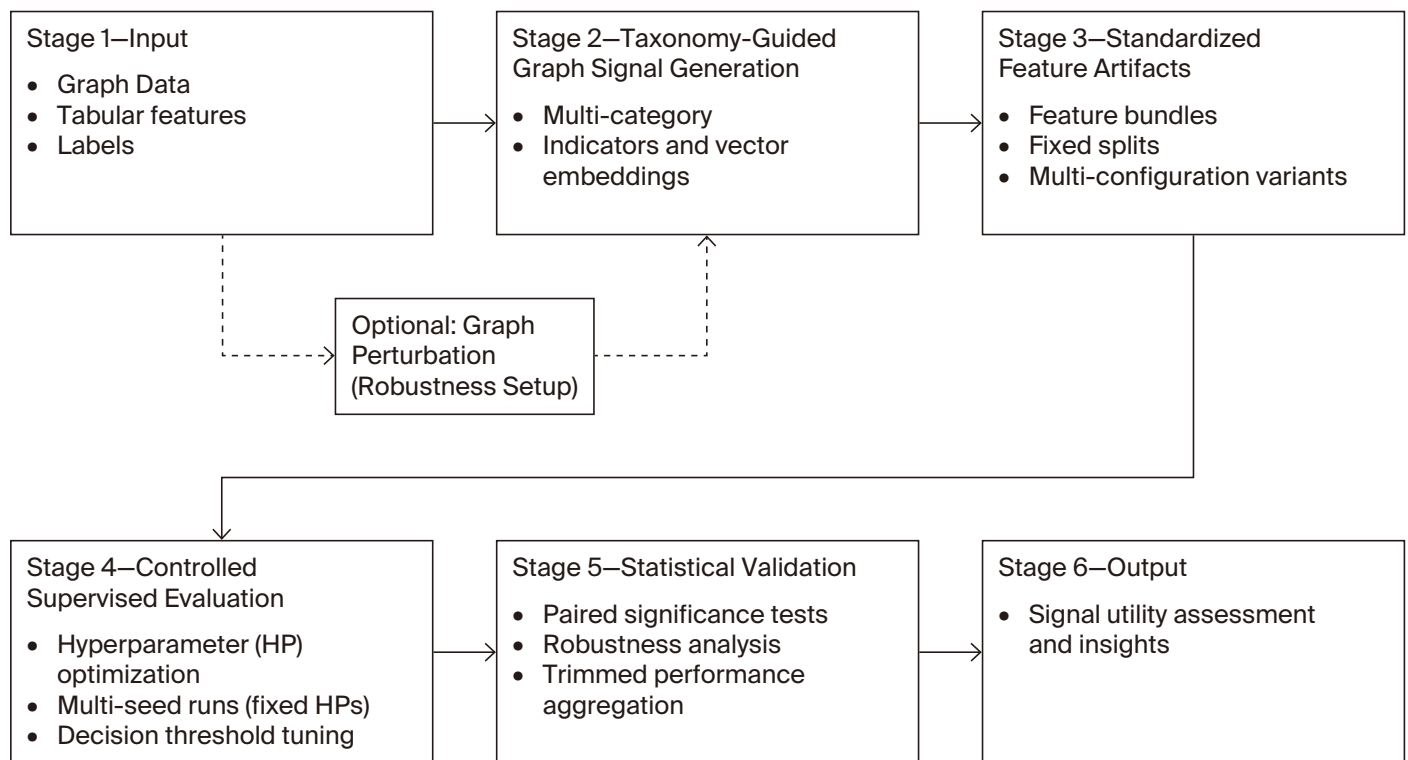 Stage 1—Input
• Graph Data
• Tabular features
• Labels
Stage 2—Taxonomy-Guided
Graph Signal Generation
• Multi-category
• Indicators and vector
embeddings
Stage 3—Standardized
Feature Artifacts
• Feature bundles
• Fixed splits
• Multi-configuration variants
Optional: Graph
Perturbation
(Robustness Setup)
Stage 4—Controlled
Supervised Evaluation
• Hyperparameter (HP)
optimization
• Multi-seed runs (fixed HPs)
• Decision threshold tuning
Stage 5—Statistical Validation
• Paired significance tests
• Robustness analysis
• Trimmed performance
aggregation
Stage 6—Output
• Signal utility assessment
and insights